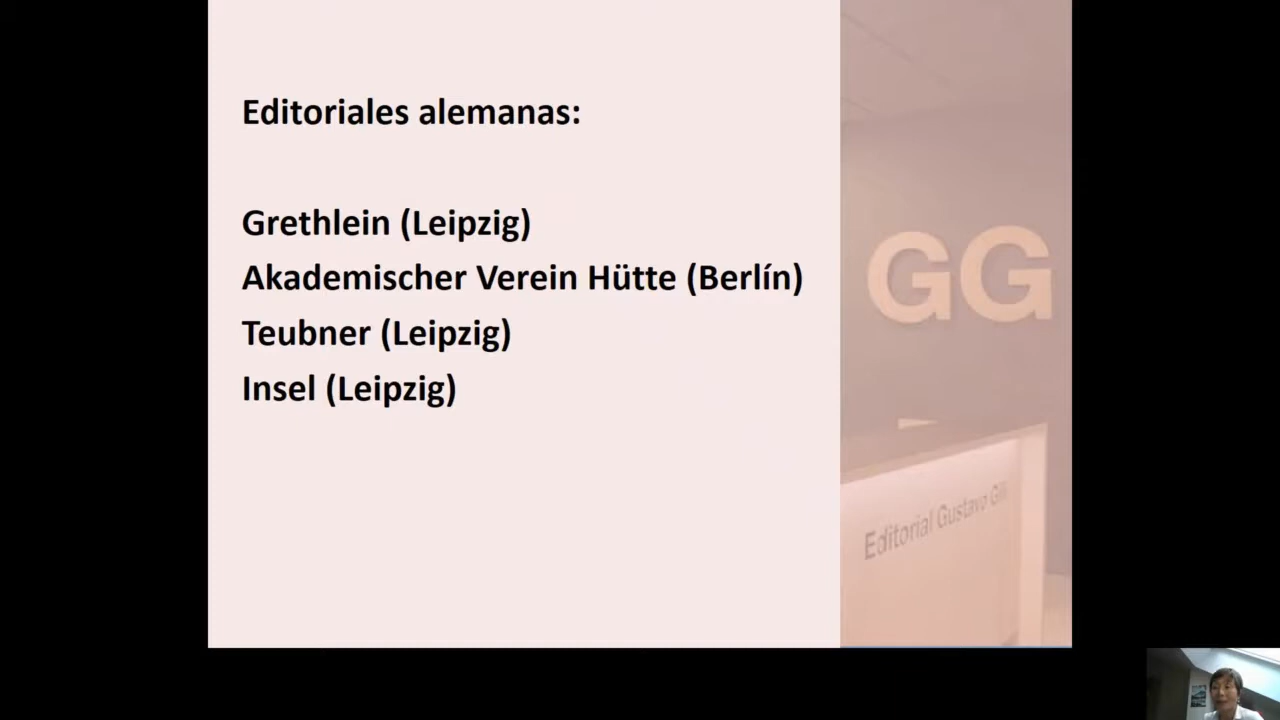 Editoriales alemanas:
Grethlein (Leipzig)
Akademischer Verein Hütte (Berlín)
Teubner (Leipzig)
Insel (Leipzig)
GG
Editorial Gustavo Gili